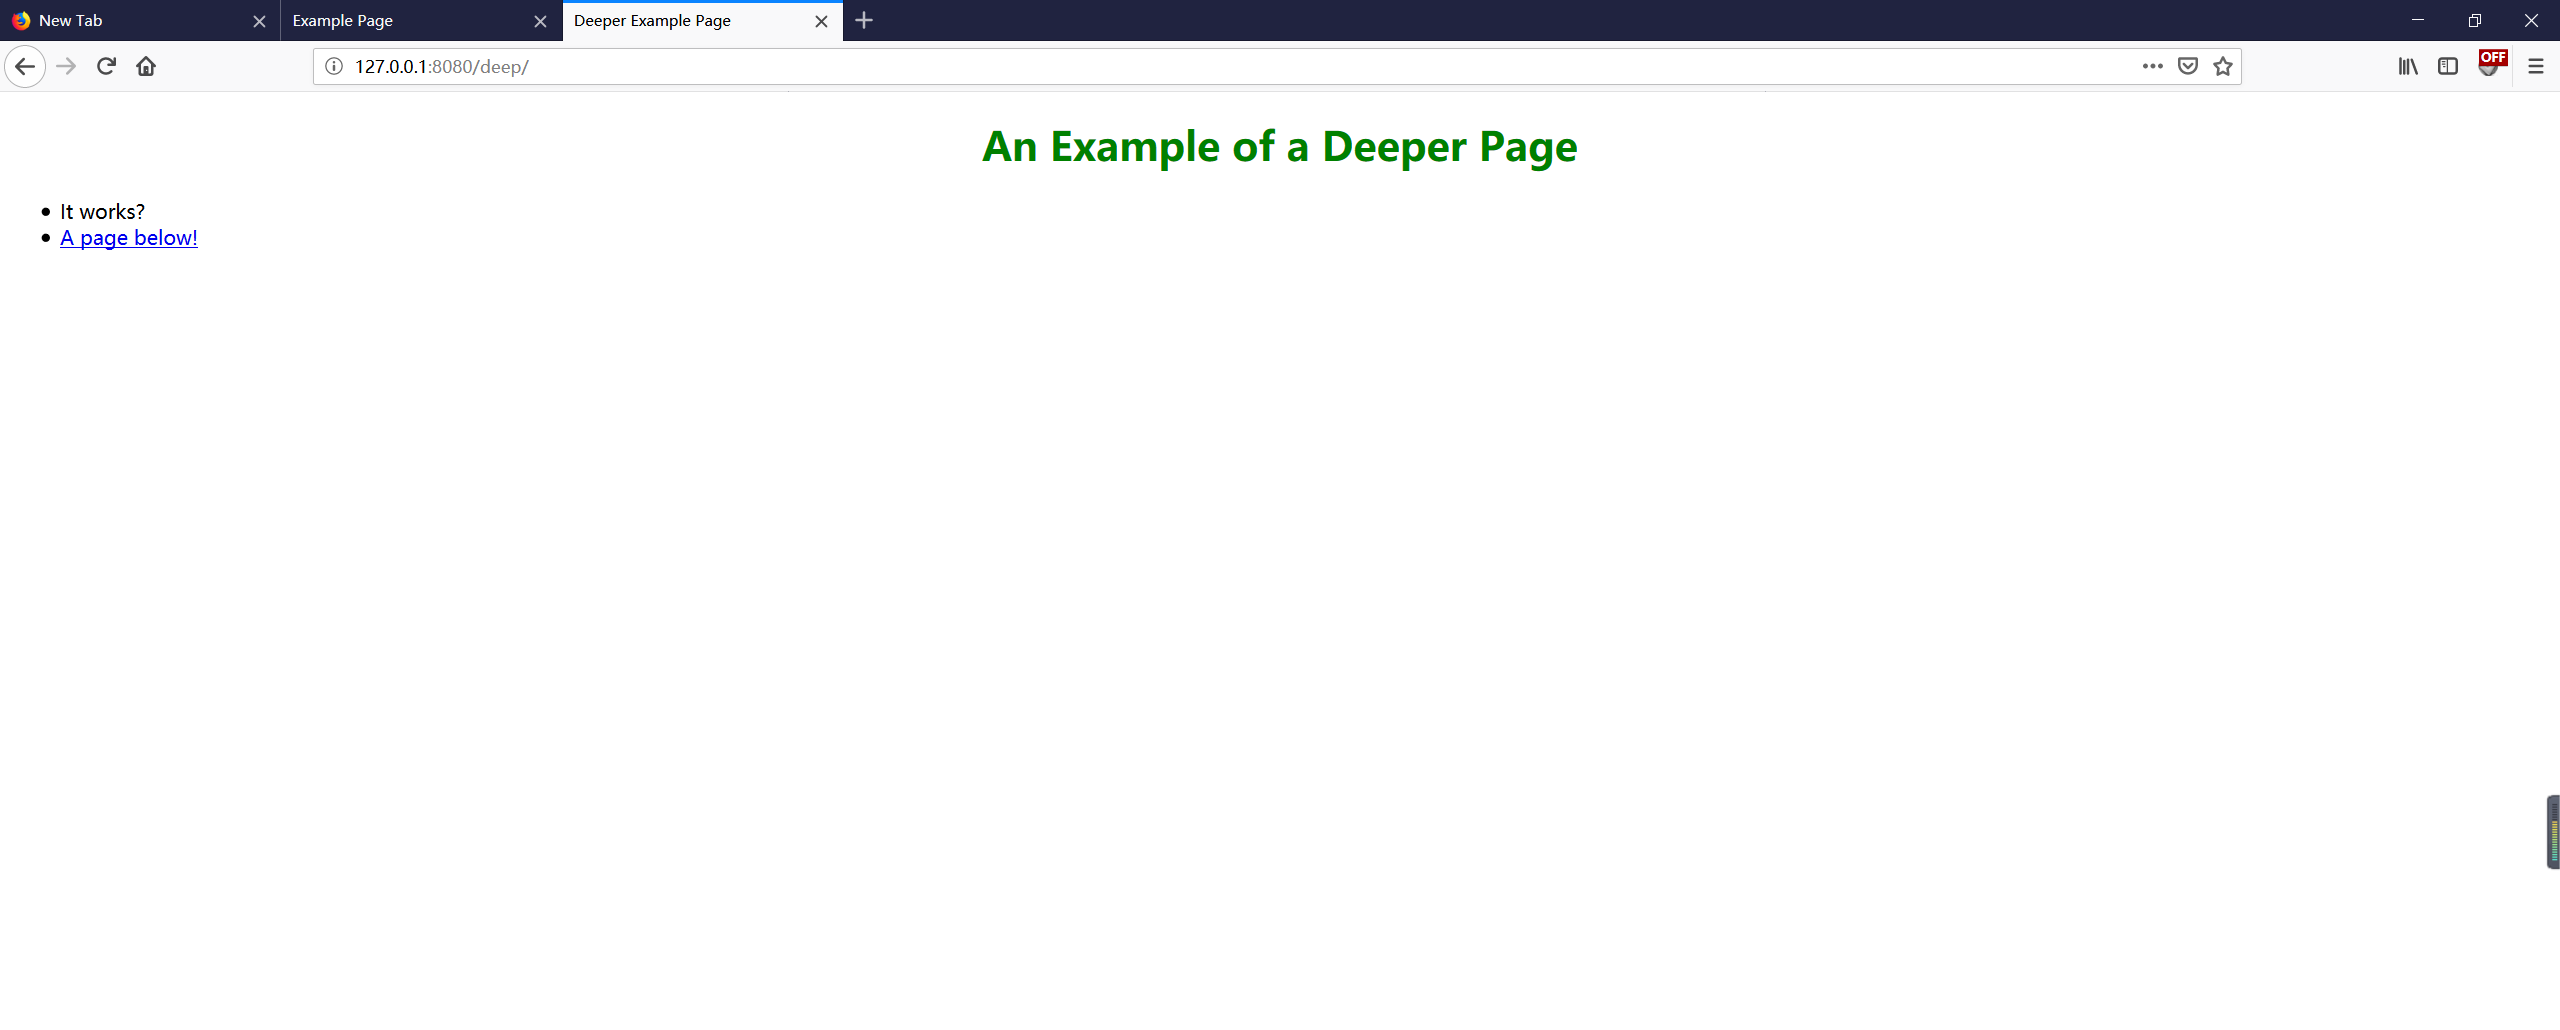 New Tab
Example Page
Deeper Example Page
127.0.0.1:8080/deep/
OFF
An Example of a Deeper Page
It works?
A page below!